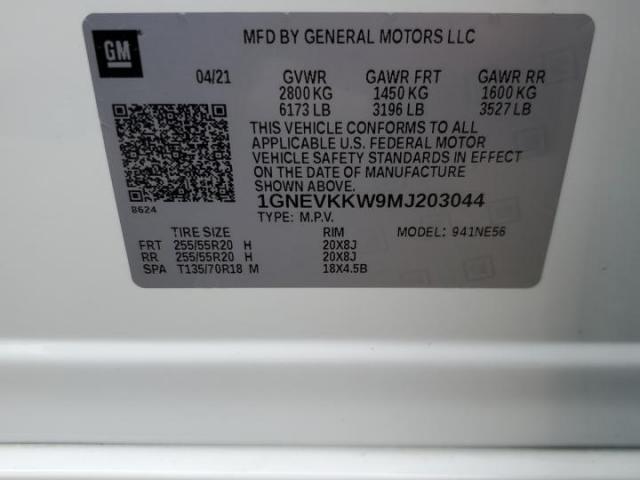 GM
MFD BY GENERAL MOTORS LLC
04/21 GVWR GAWR FRT GAWR RR
2800 KG 1450 KG 1600 KG
6173 LB 3196 LB 3527 LB
THIS VEHICLE CONFORMS TO ALL
APPLICABLE U.S. FEDERAL MOTOR
VEHICLE SAFETY STANDARDS IN EFFECT
ON THE DATE OF MANUFACTURE
SHOWN ABOVE.
8624
1GNEVKKW9MJ203044
TYPE: M.P.V.
TIRE SIZE RIM MODEL: 941NE56
FRT 255/55R20 H 20X8J
RR 255/55R20 H 20X8J
SPA T135/70R18 M 18X4.5B